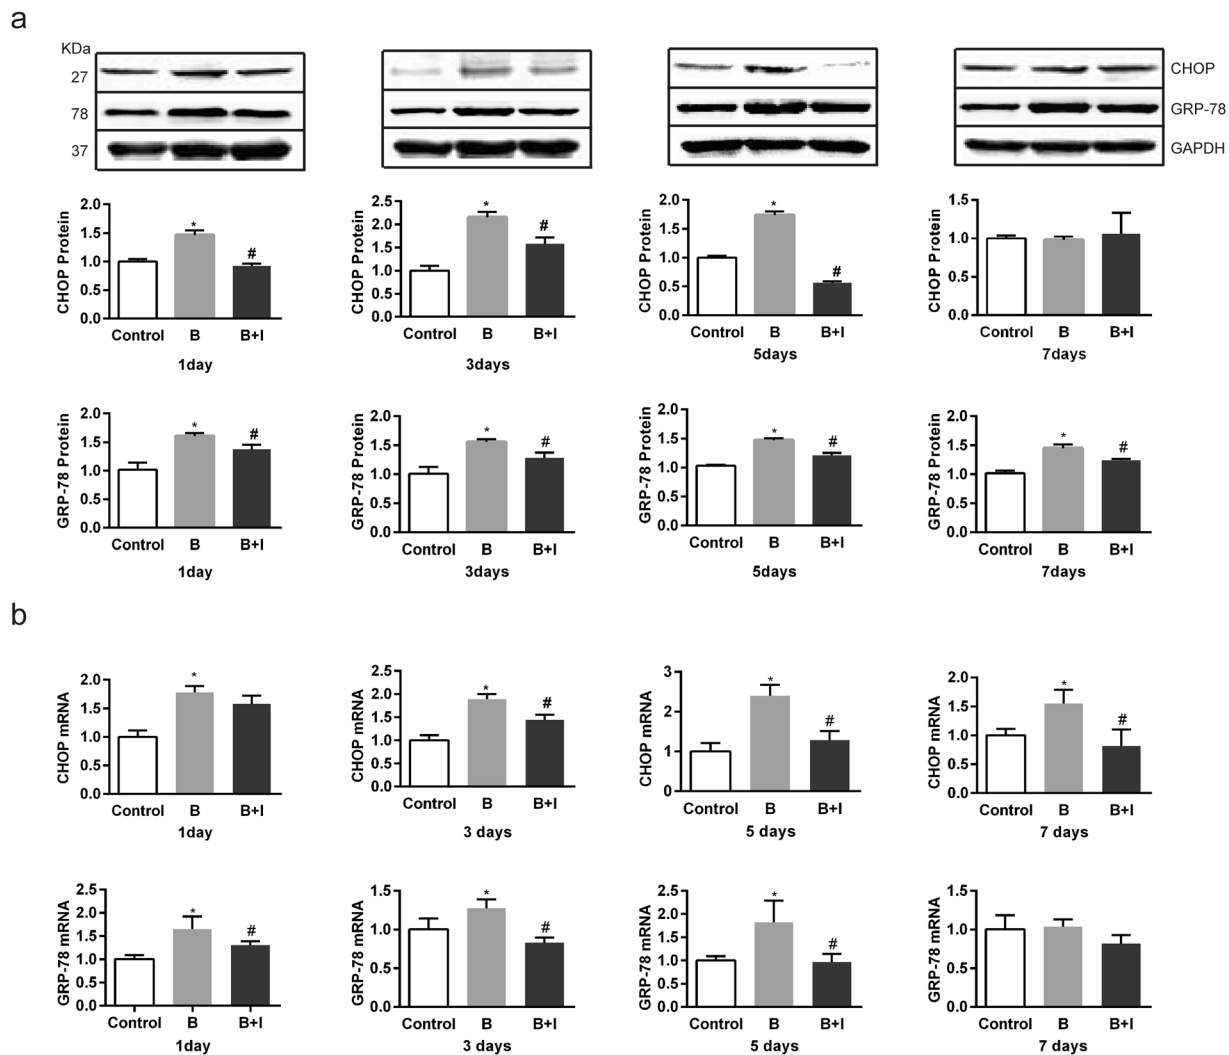 a
KDa
27
78
37
CHOP
GRP-78
GAPDH
CHOP Protein
2.0
1.5
1.0
0.5
0.0
*
#
Control B B+I
1day
CHOP Protein
2.5
2.0
1.5
1.0
0.5
0.0
*
#
Control B B+I
3days
CHOP Protein
2.0
1.5
1.0
0.5
0.0
*
#
Control B B+I
5days
CHOP Protein
1.5
1.0
0.5
0.0
Control B B+I
7days
GRP-78 Protein
2.0
1.5
1.0
0.5
0.0
*
#
Control B B+I
1day
GRP-78 Protein
2.0
1.5
1.0
0.5
0.0
*
#
Control B B+I
3days
GRP-78 Protein
2.0
1.5
1.0
0.5
0.0
*
#
Control B B+I
5days
GRP-78 Protein
2.0
1.5
1.0
0.5
0.0
*
#
Control B B+I
7days
b
CHOP mRNA
2.0
1.5
1.0
0.5
0.0
*
Control B B+I
1day
CHOP mRNA
2.5
2.0
1.5
1.0
0.5
0.0
*
#
Control B B+I
3 days
CHOP mRNA
3
2
1
0
*
#
Control B B+I
5 days
CHOP mRNA
2.0
1.5
1.0
0.5
0.0
*
#
Control B B+I
7 days
GRP-78 mRNA
2.5
2.0
1.5
1.0
0.5
0.0
*
#
Control B B+I
1day
GRP-78 mRNA
1.5
1.0
0.5
0.0
*
#
Control B B+I
3 days
GRP-78 mRNA
2.5
2.0
1.5
1.0
0.5
0.0
*
#
Control B B+I
5 days
GRP-78 mRNA
1.5
1.0
0.5
0.0
Control B B+I
7 days